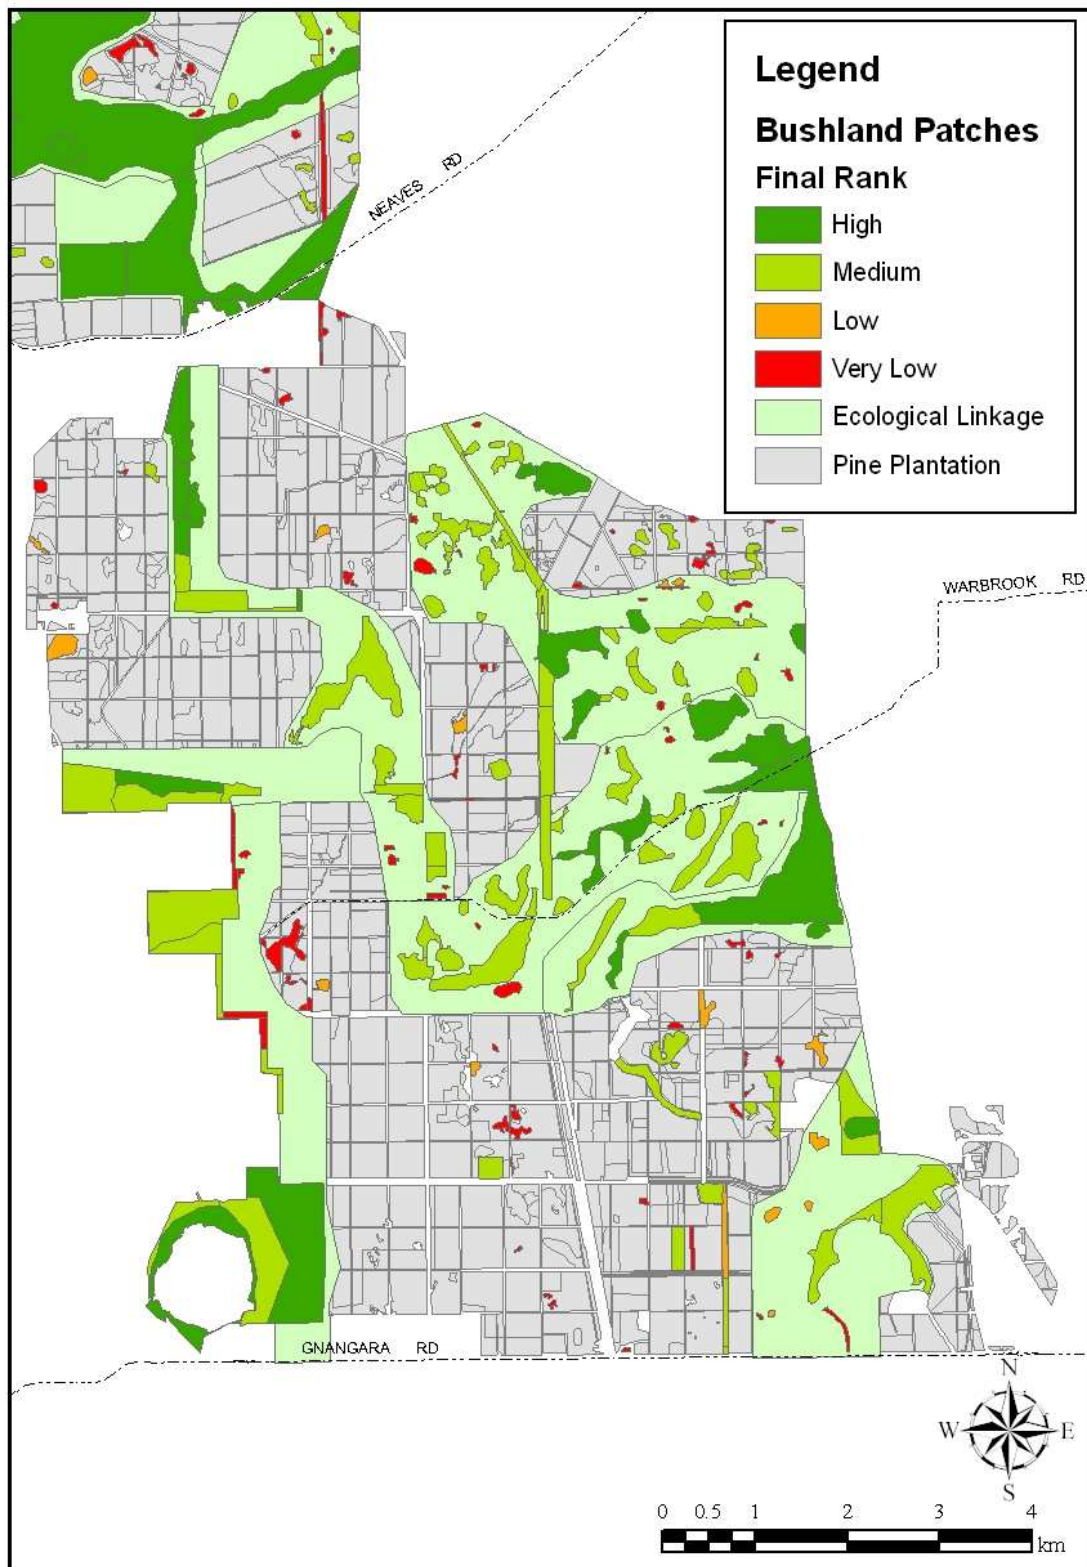 Legend
Bushland Patches
Final Rank
High
Medium
Low
Very Low
Ecological Linkage
Pine Plantation
NEAVES RD
WARBROOK RD
GNANGARA RD
N
W E
S
0 0.5 1 2 3 4
km